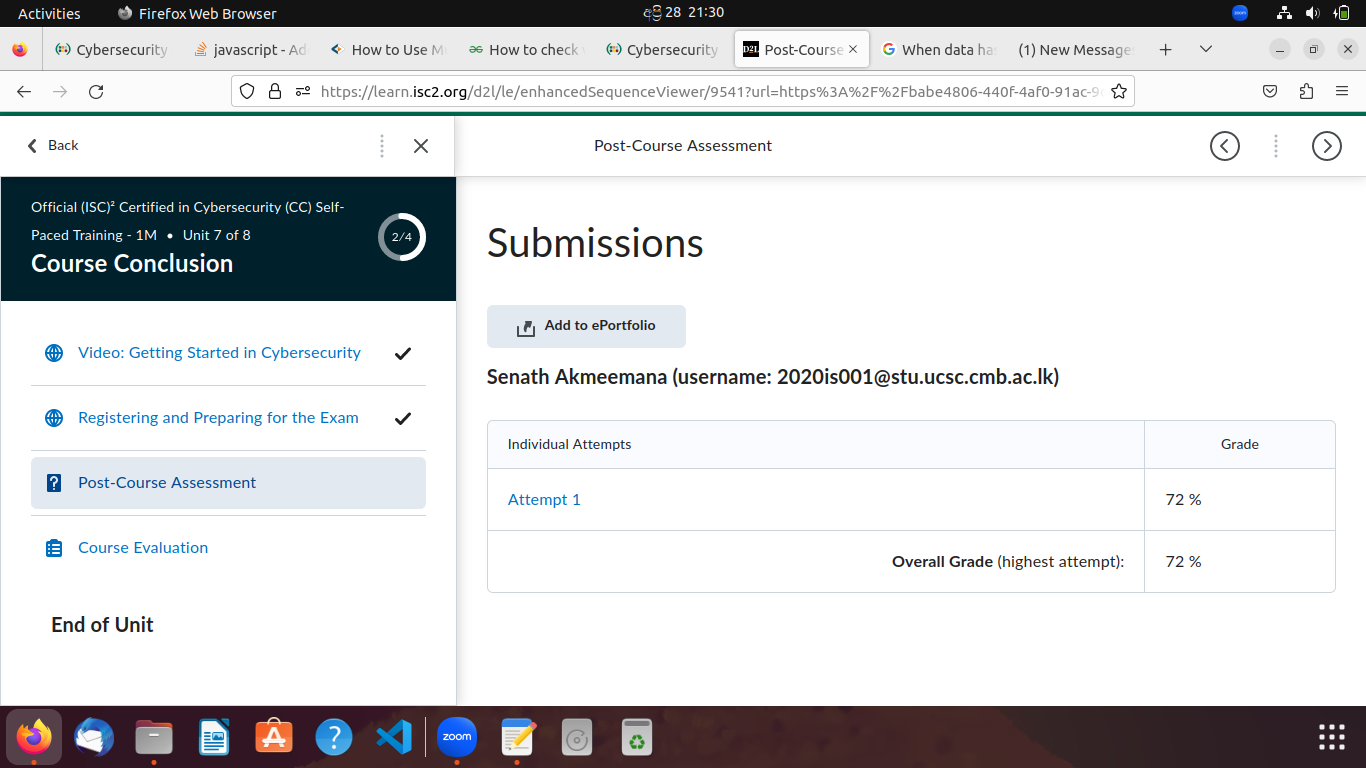 Activities
Firefox Web Browser
අප්‍රි 28 21:30
zoom
Cybersecurity
javascript - Ad
How to Use M
How to check
Cybersecurity
D2L Post-Course
When data ha
(1) New Message
https://learn.isc2.org/d2l/le/enhancedSequenceViewer/9541?url=https%3A%2F%2Fbabe4806-440f-4af0-91ac-9
Back
Post-Course Assessment
Official (ISC)² Certified in Cybersecurity (CC) Self-
Paced Training - 1M • Unit 7 of 8
Course Conclusion
2/4
Video: Getting Started in Cybersecurity
Registering and Preparing for the Exam
Post-Course Assessment
Course Evaluation
End of Unit
Submissions
Add to ePortfolio
Senath Akmeemana (username: 2020is001@stu.ucsc.cmb.ac.lk)
Individual Attempts
Grade
Attempt 1
72 %
Overall Grade (highest attempt):
72 %
zoom